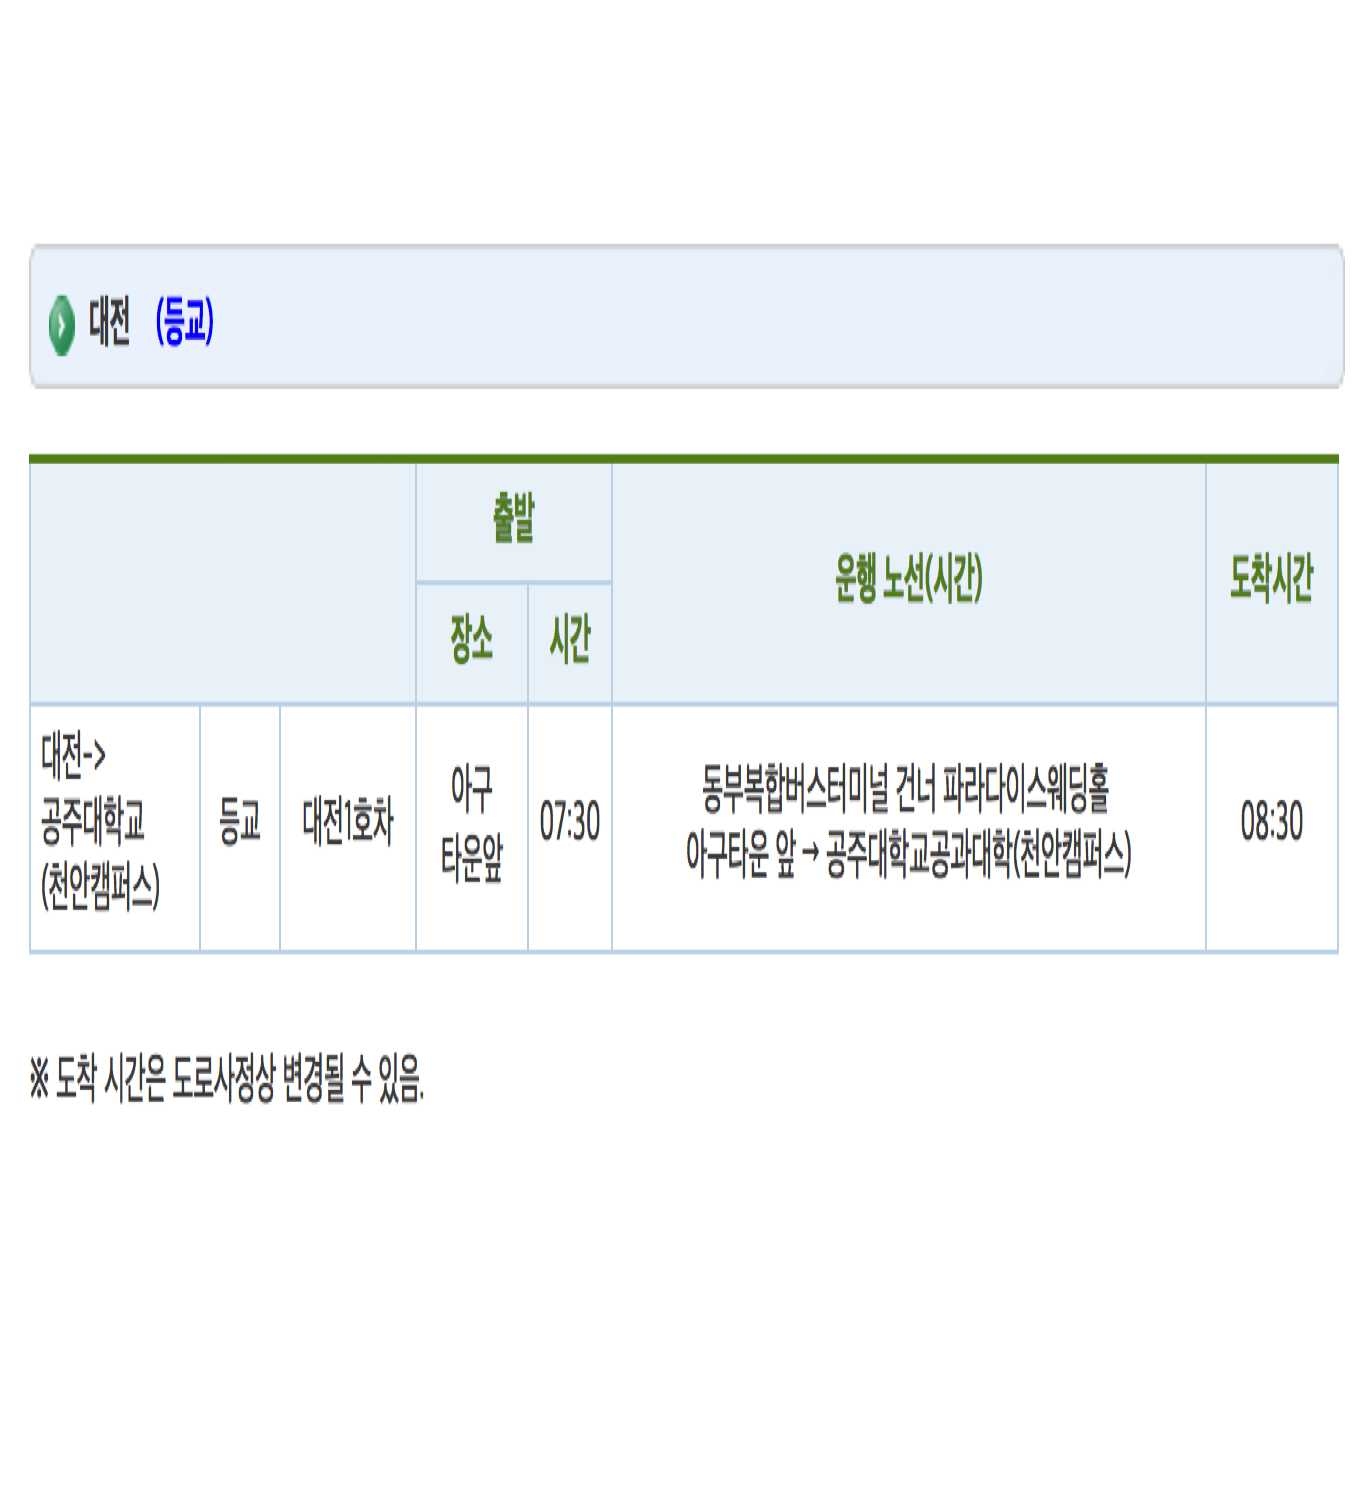 대전 (등교)
출발
운행 노선(시간)
도착시간
장소
시간
대전->
공주대학교
(천안캠퍼스)
등교
대전1호차
아구
타운앞
07:30
동부복합버스터미널 건너 파라다이스웨딩홀
아구타운 앞 → 공주대학교공과대학(천안캠퍼스)
08:30
※ 도착 시간은 도로사정상 변경될 수 있음.